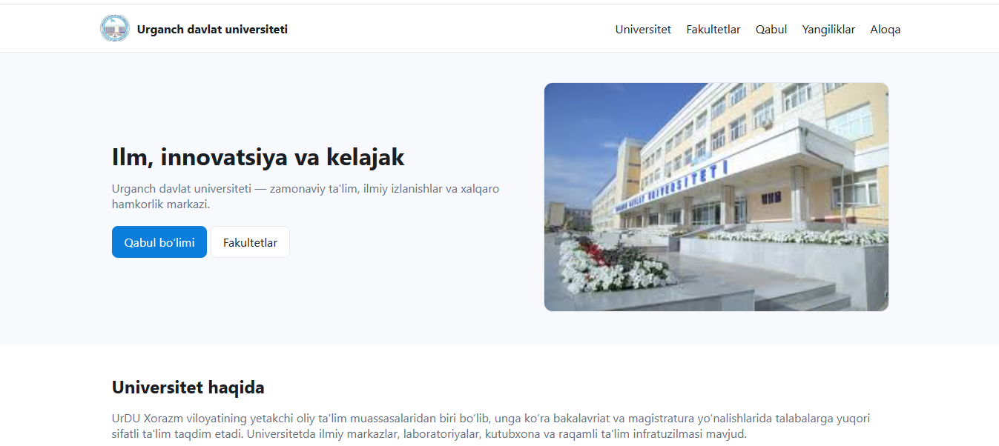 Urganch davlat universiteti
Universitet Fakultetlar Qabul Yangiliklar Aloqa
Ilm, innovatsiya va kelajak
Urganch davlat universiteti — zamonaviy ta'lim, ilmiy izlanishlar va xalqaro
hamkorlik markazi.
Qabul bo‘limi Fakultetlar
UNIVERSITETI
Universitet haqida
UrDU Xorazm viloyatining yetakchi oliy ta'lim muassasalaridan biri bo‘lib, unga ko‘ra bakalavriat va magistratura yo‘nalishlarida talabalarga yuqori
sifatli ta'lim taqdim etadi. Universitetda ilmiy markazlar, laboratoriyalar, kutubxona va raqamli ta'lim infratuzilmasi mavjud.